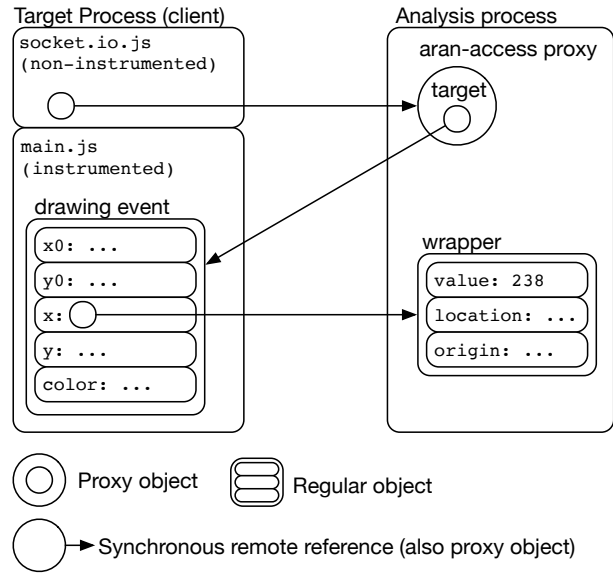 Target Process (client)
Analysis process
socket.io.js
(non-instrumented)
aran-access proxy
target
main.js
(instrumented)
drawing event
x0: ...
y0: ...
x:
y: ...
color: ...
wrapper
value: 238
location: ...
origin: ...
Proxy object
Regular object
Synchronous remote reference (also proxy object)